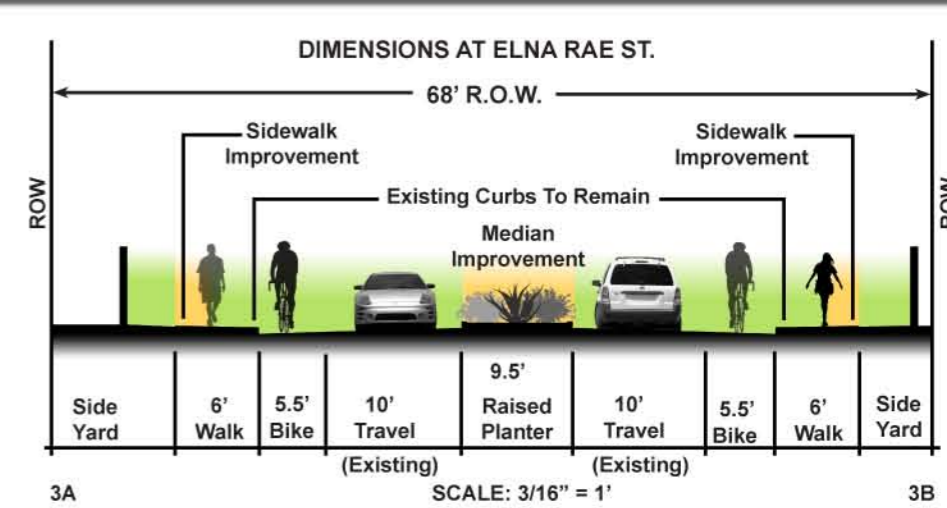 DIMENSIONS AT ELNA RAE ST.
68’ R.O.W.
Sidewalk
Improvement
Sidewalk
Improvement
ROW
ROW
Existing Curbs To Remain
Median
Improvement
Side
Yard
6’
Walk
5.5’
Bike
10’
Travel
(Existing)
9.5’
Raised
Planter
10’
Travel
(Existing)
5.5’
Bike
6’
Walk
Side
Yard
3A
SCALE: 3/16” = 1’
3B